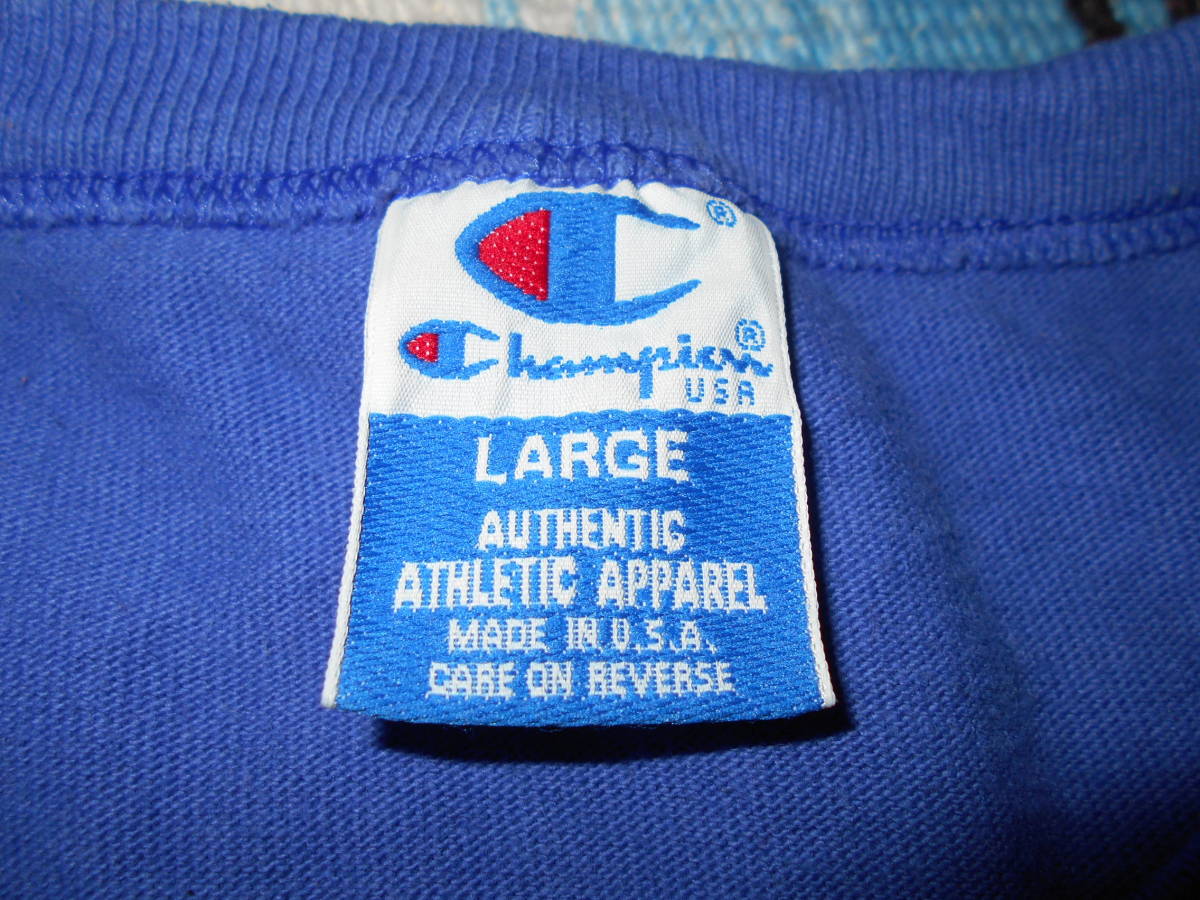 ®
Champion®
USA
LARGE
AUTHENTIC
ATHLETIC APPAREL
MADE IN U.S.A.
CARE ON REVERSE